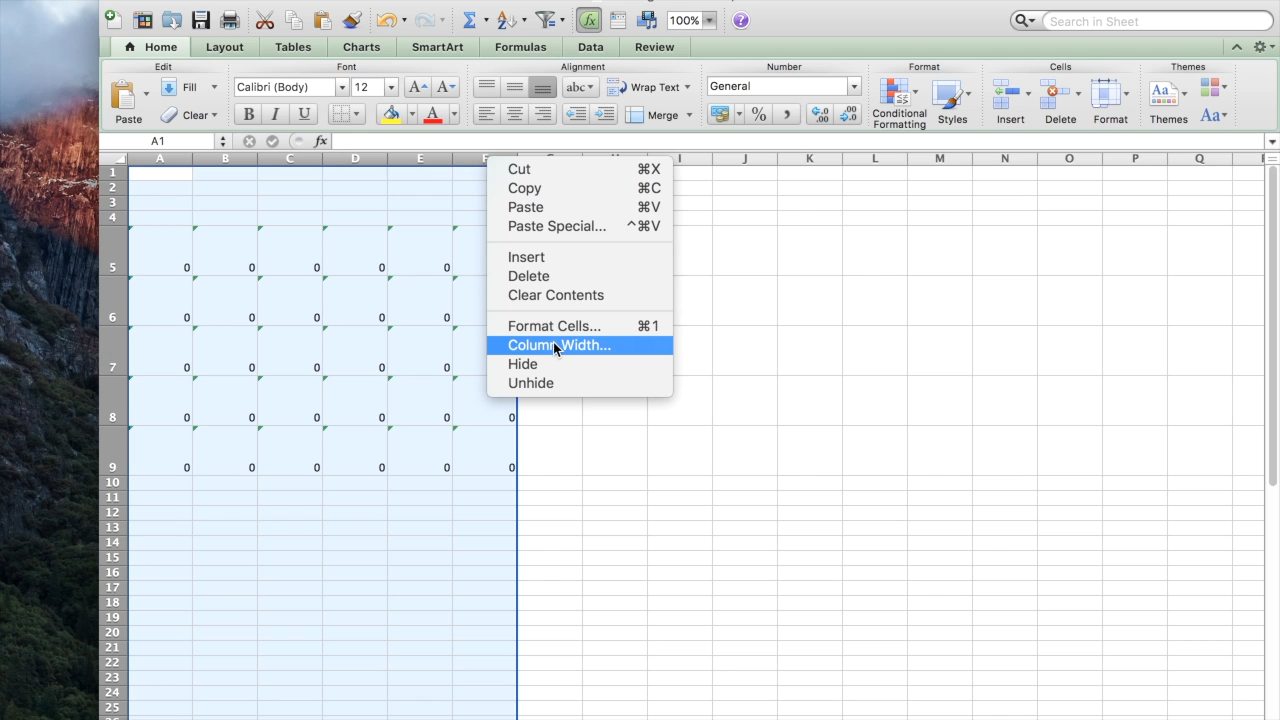 100%
Search in Sheet
Home Layout Tables Charts SmartArt Formulas Data Review
Edit Font Alignment Number Format Cells Themes
Paste Fill Clear
Calibri (Body) 12 A A
B I U A
abc Wrap Text
Merge
General
%
Conditional Formatting Styles
Insert Delete Format
Themes Aa
A1 fx
A B C D E I J K L M N O P Q
1
2
3
4
5 0 0 0 0 0
6 0 0 0 0 0
7 0 0 0 0 0
8 0 0 0 0 0 0
9 0 0 0 0 0 0
10
11
12
13
14
15
16
17
18
19
20
21
22
23
24
25
Cut ⌘X
Copy ⌘C
Paste ⌘V
Paste Special... ^⌘V
Insert
Delete
Clear Contents
Format Cells... ⌘1
Column Width...
Hide
Unhide